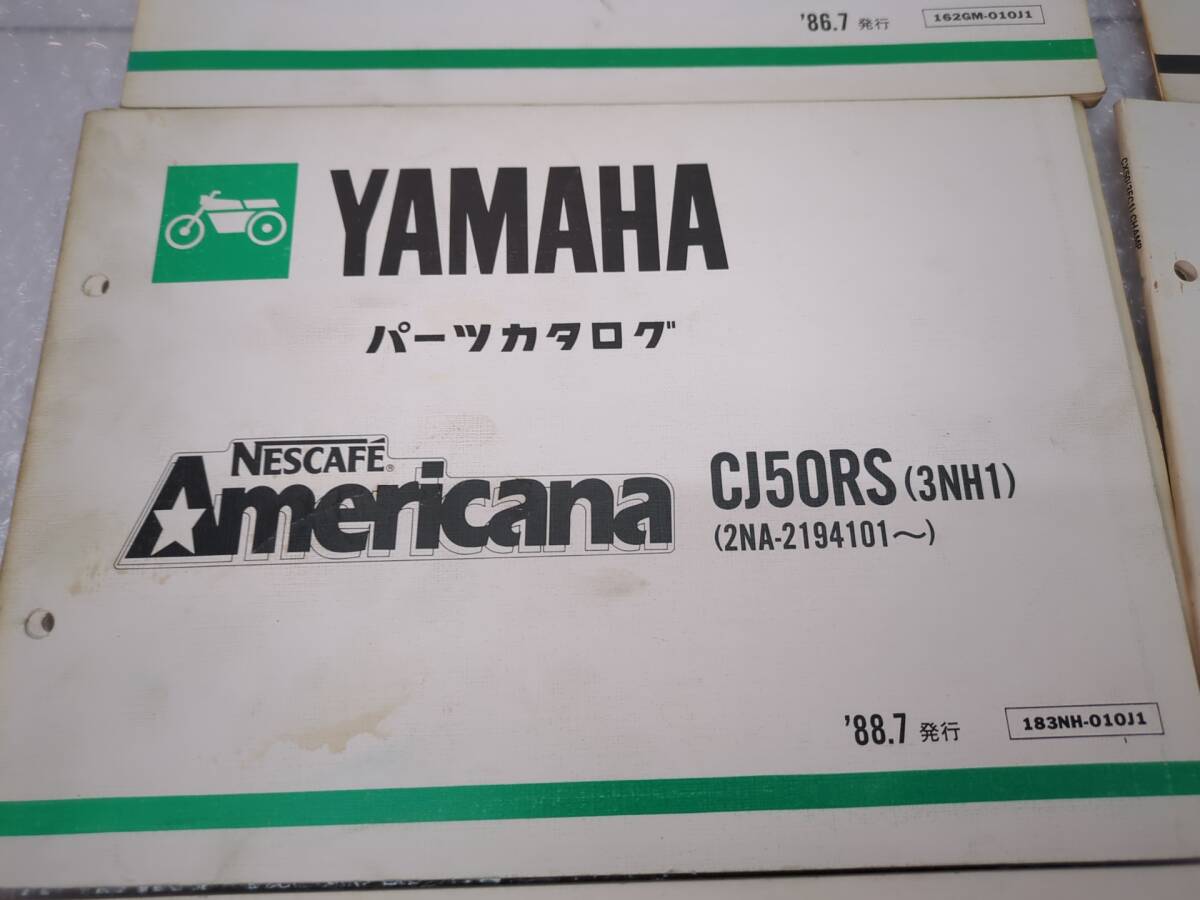 '86.7 発行 162GM-010J1
YAMAHA
パーツカタログ
NESCAFÉ®
Americana
CJ50RS (3NH1)
(2NA-2194101〜)
'88.7 発行 183NH-010J1